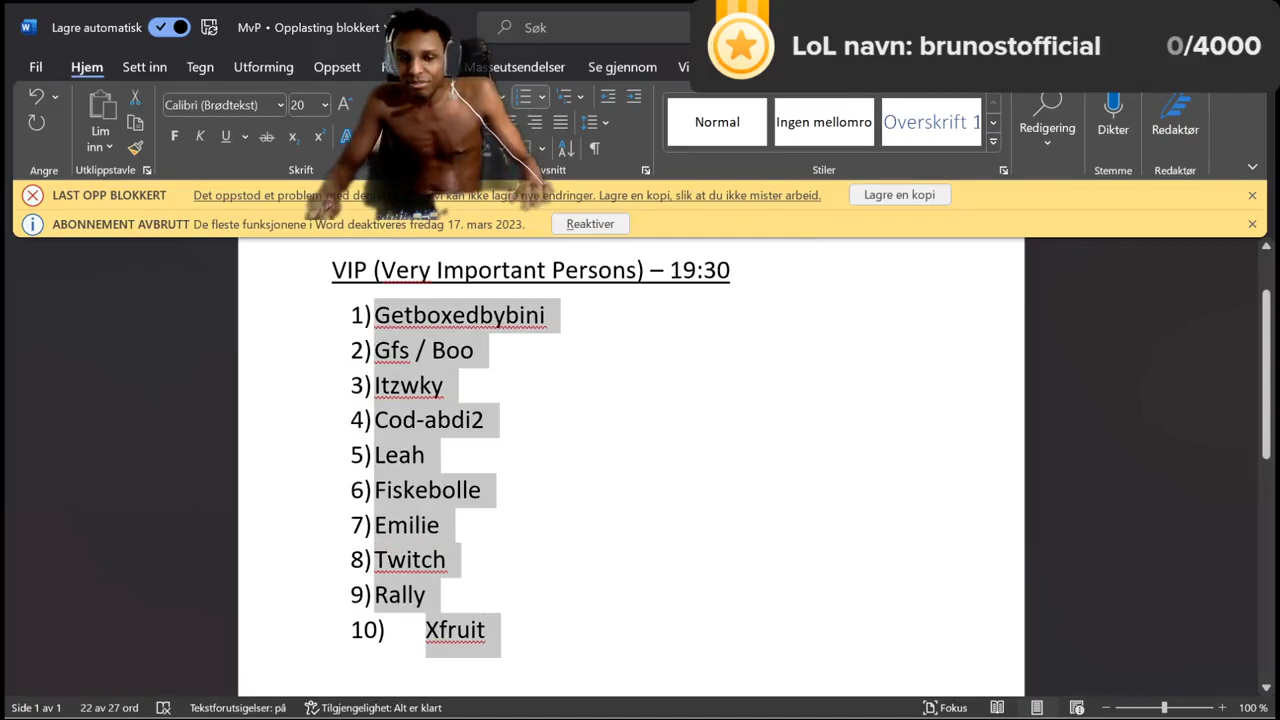 Lagre automatisk
MvP • Opplasting blokkert
Søk
LoL navn: brunostofficial
0/4000
Fil
Hjem
Sett inn
Tegn
Utforming
Oppsett
Masseutsendelser
Se gjennom
Calibri (Brødtekst)
20
Lim
inn
Normal
Ingen mellomro
Overskrift 1
Redigering
Dikter
Redaktør
Angre
Utklippstavle
Skrift
Stiler
Stemme
Redaktør
LAST OPP BLOKKERT
Det oppstod et problem med
kan ikke lagre nye endringer. Lagre en kopi, slik at du ikke mister arbeid.
Lagre en kopi
ABONNEMENT AVBRUTT De fleste funksjonene i Word deaktiveres fredag 17. mars 2023.
Reaktiver
VIP (Very Important Persons) – 19:30
1) Getboxedbybini
2) Gfs / Boo
3) Itzwky
4) Cod-abdi2
5) Leah
6) Fiskebolle
7) Emilie
8) Twitch
9) Rally
10) Xfruit
Side 1 av 1
22 av 27 ord
Tekstforutsigelser: på
Tilgjengelighet: Alt er klart
Fokus
100 %